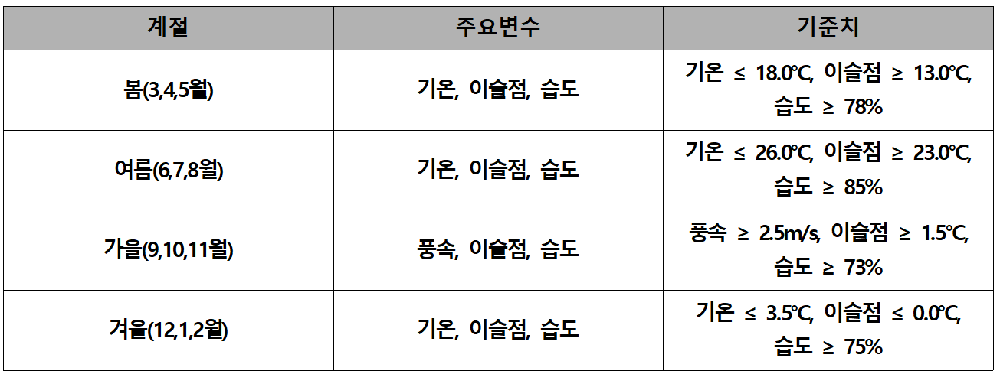 계절 주요변수 기준치
봄(3,4,5월) 기온, 이슬점, 습도 기온 ≤ 18.0℃, 이슬점 ≥ 13.0℃,
습도 ≥ 78%
여름(6,7,8월) 기온, 이슬점, 습도 기온 ≤ 26.0℃, 이슬점 ≥ 23.0℃,
습도 ≥ 85%
가을(9,10,11월) 풍속, 이슬점, 습도 풍속 ≥ 2.5m/s, 이슬점 ≥ 1.5℃,
습도 ≥ 73%
겨울(12,1,2월) 기온, 이슬점, 습도 기온 ≤ 3.5℃, 이슬점 ≤ 0.0℃,
습도 ≥ 75%